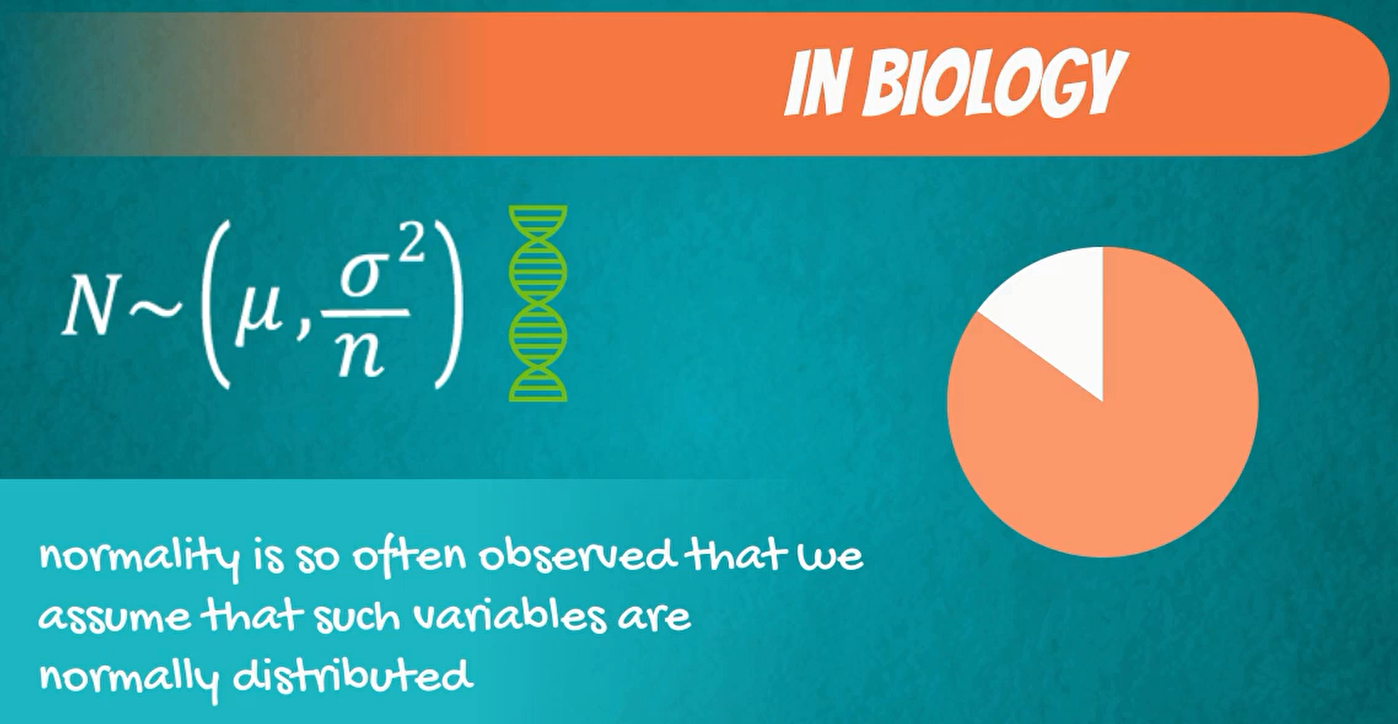 IN BIOLOGY
N~(μ,σ²/n)
normality is so often observed that we
assume that such variables are
normally distributed